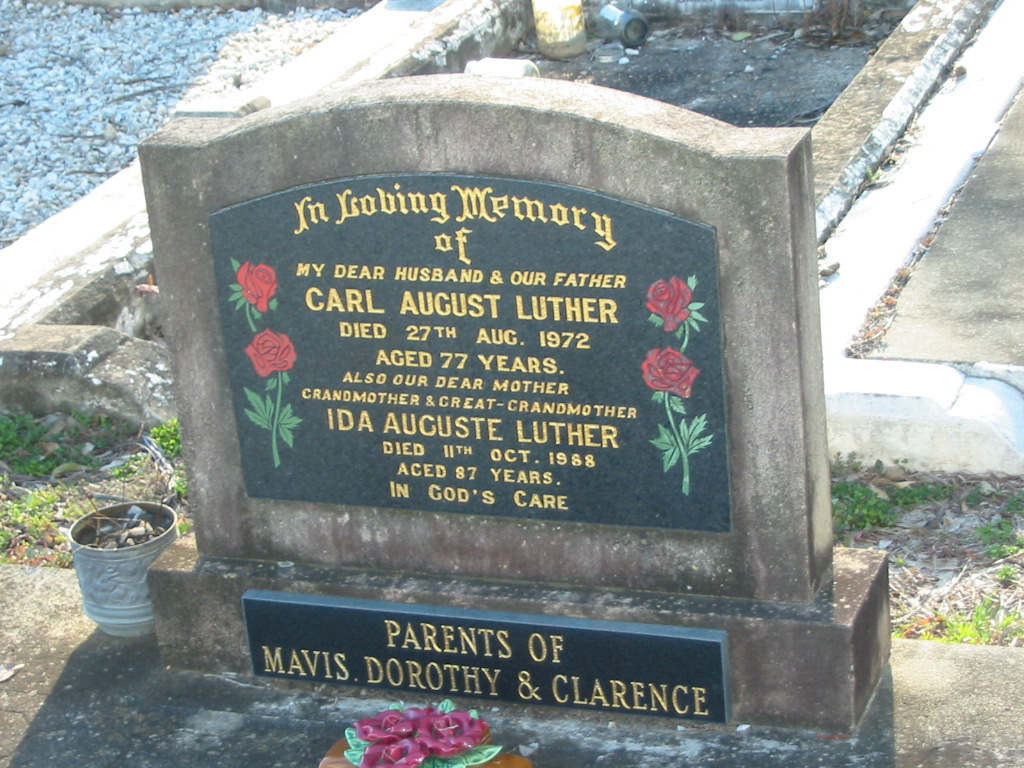 In Loving Memory
of
MY DEAR HUSBAND & OUR FATHER
CARL AUGUST LUTHER
DIED 27TH AUG. 1972
AGED 77 YEARS.
ALSO OUR DEAR MOTHER
GRANDMOTHER & GREAT-GRANDMOTHER
IDA AUGUSTE LUTHER
DIED 11TH OCT. 1988
AGED 87 YEARS.
IN GOD'S CARE
PARENTS OF
MAVIS. DOROTHY & CLARENCE